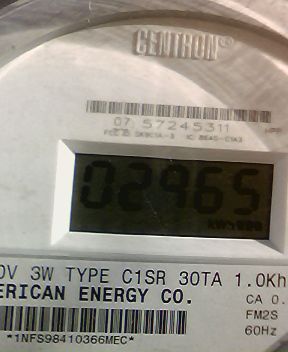 CENTRON®
07 57245311
02965
0V 3W TYPE C1SR 30TA 1.0Kh
ERICAN ENERGY CO.
CA 0.
FM2S
60Hz
*1NFS98410366MEC*